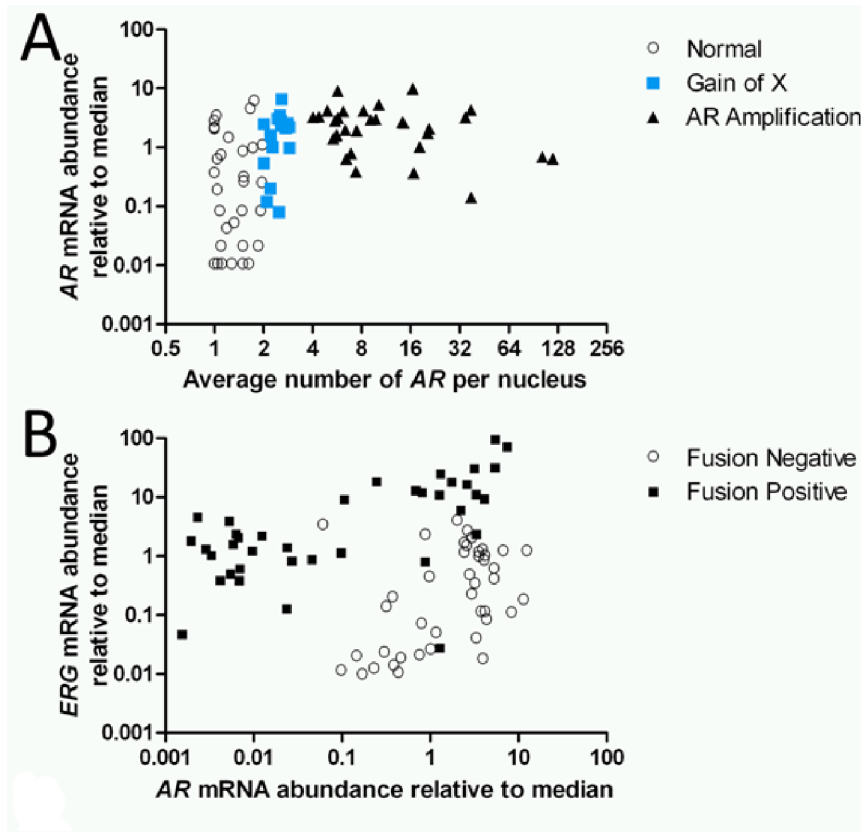 A
AR mRNA abundance
relative to median
100
10
1
0.1
0.01
0.001
0.5 1 2 4 8 16 32 64 128 256
Average number of AR per nucleus
Normal
Gain of X
AR Amplification
B
ERG mRNA abundance
relative to median
100
10
1
0.1
0.01
0.001
0.001 0.01 0.1 1 10 100
AR mRNA abundance relative to median
Fusion Negative
Fusion Positive